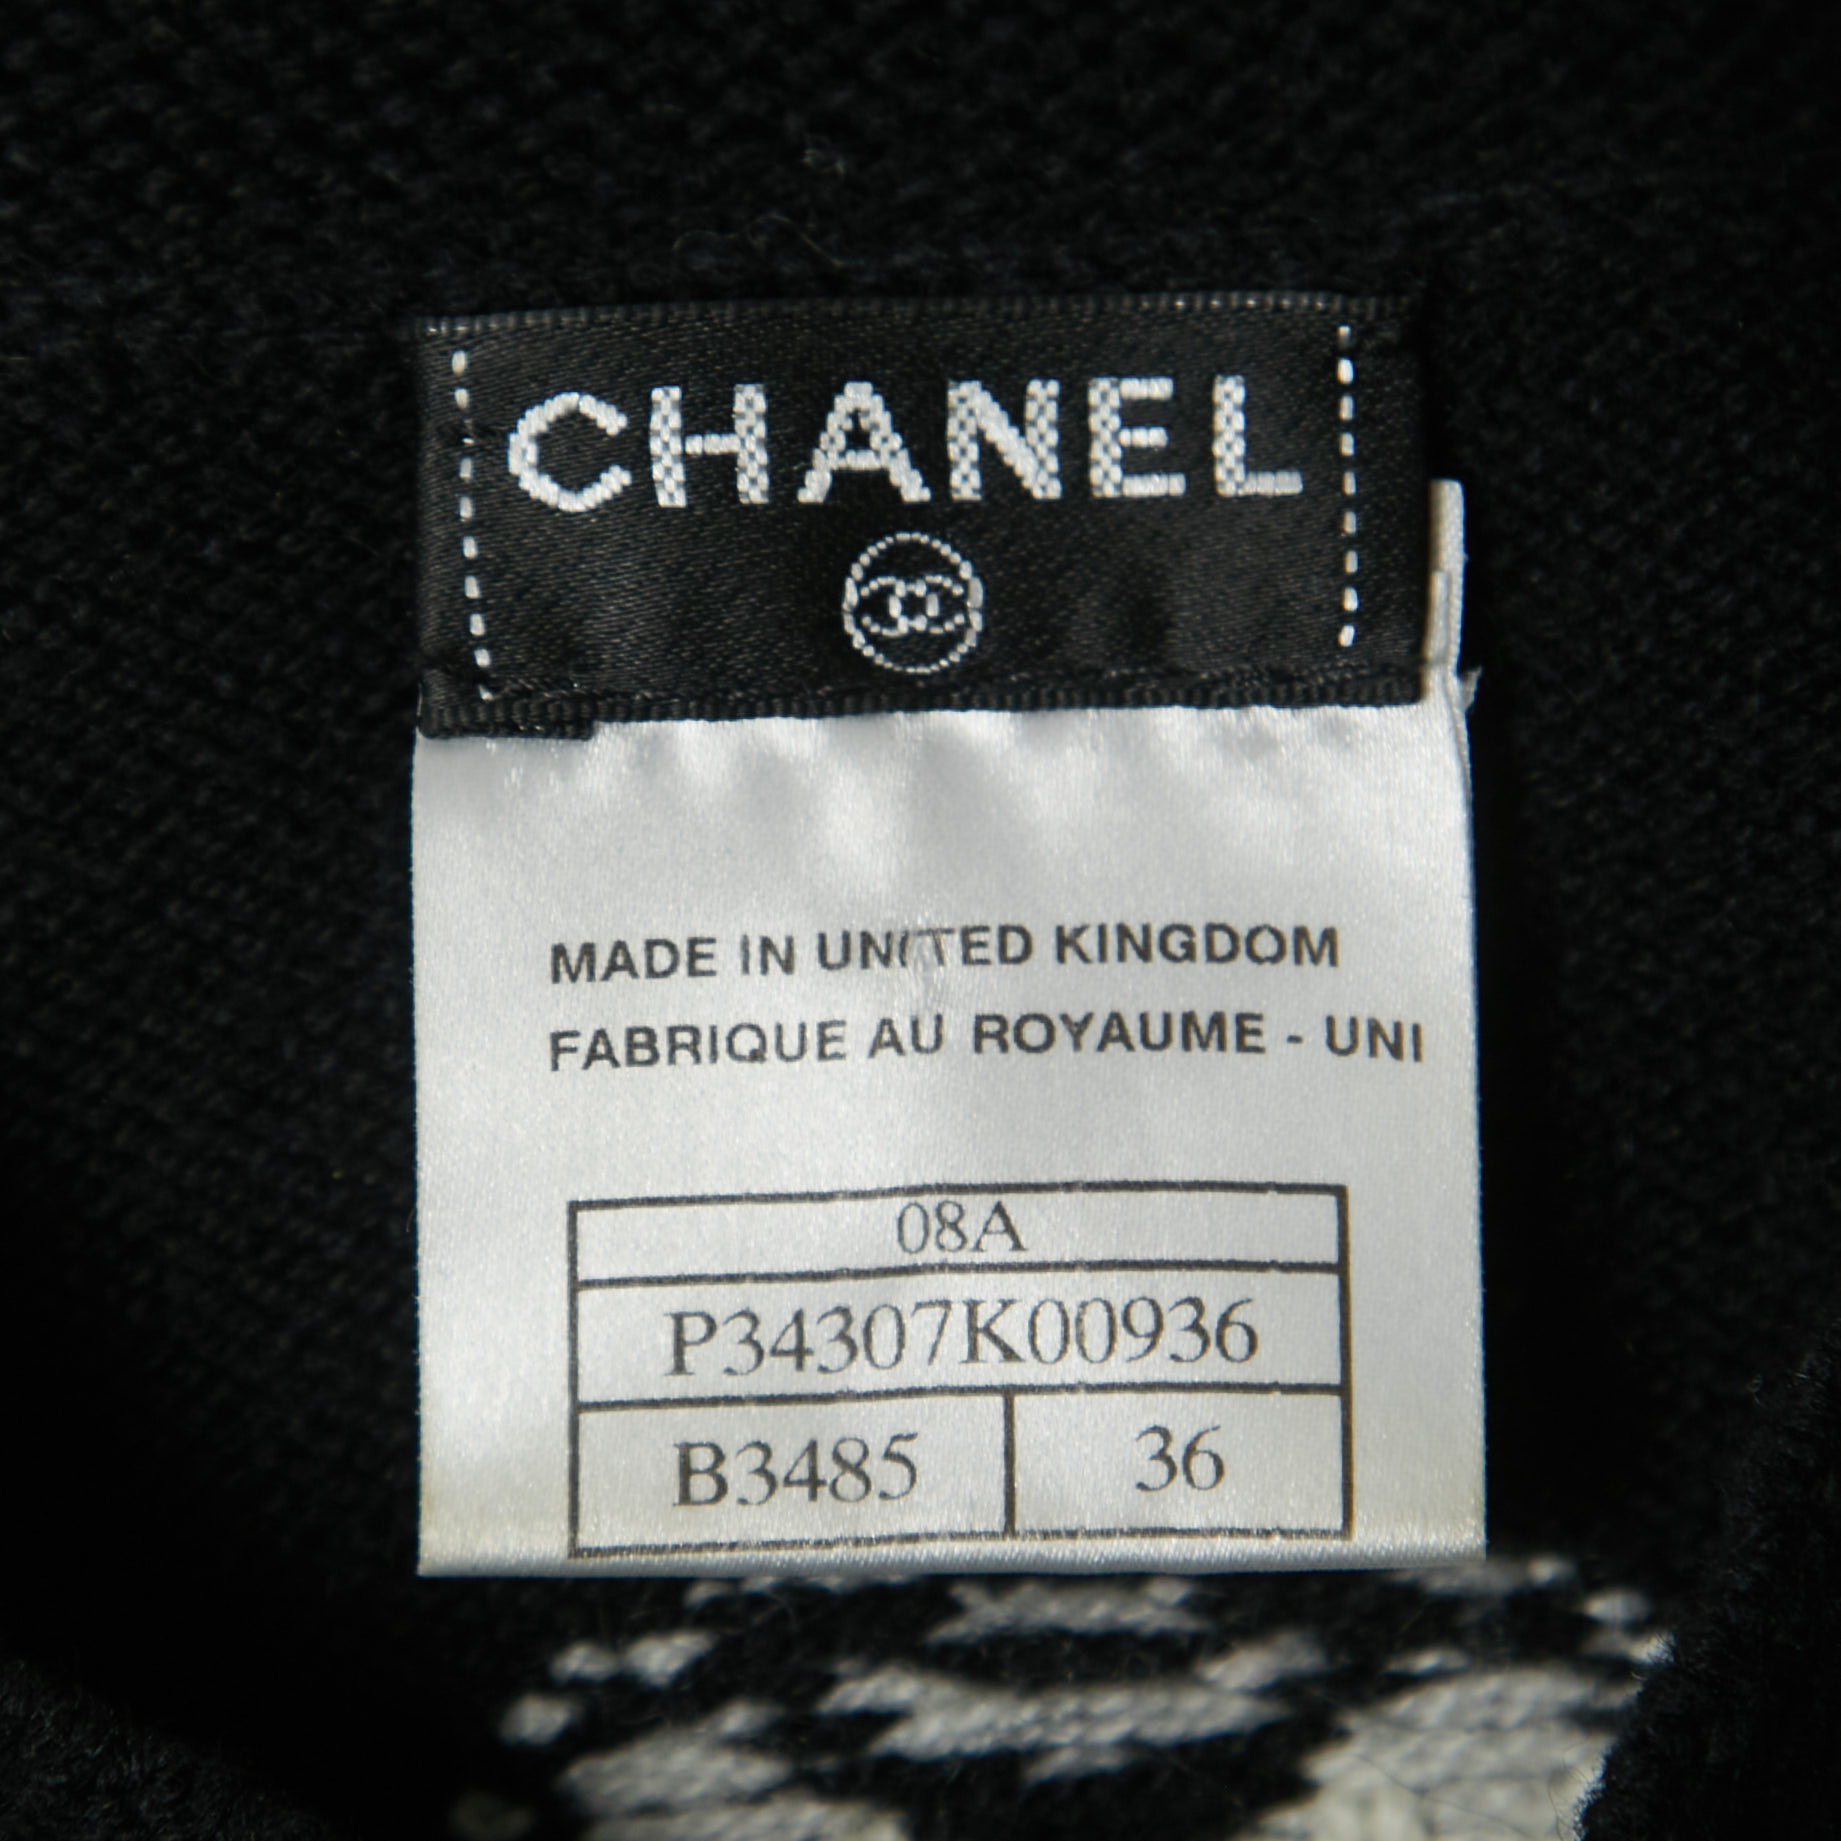 CHANEL
MADE IN UNITED KINGDOM
FABRIQUE AU ROYAUME - UNI
08A
P34307K00936
B3485 36